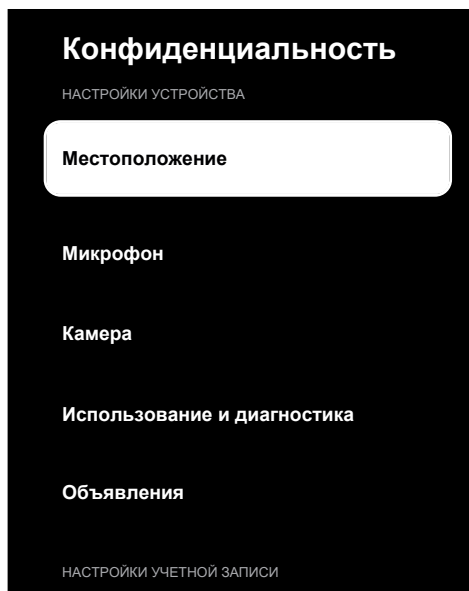 Конфиденциальность
НАСТРОЙКИ УСТРОЙСТВА
Местоположение
Микрофон
Камера
Использование и диагностика
Объявления
НАСТРОЙКИ УЧЕТНОЙ ЗАПИСИ